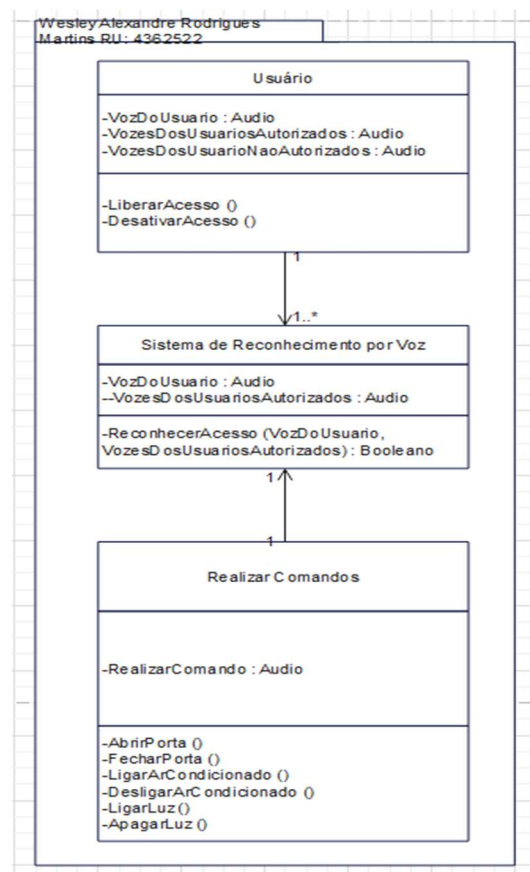 Wesley Alexandre Rodrigues
Martins RU: 4362522
Usuário
-VozDoUsuario : Audio
-VozesDosUsuariosAutorizados : Audio
-VozesDosUsuarioNaoAutorizados : Audio
-LiberarAcesso ()
-DesativarAcesso ()
1
1..*
Sistema de Reconhecimento por Voz
-VozDoUsuario : Audio
--VozesDosUsuariosAutorizados : Audio
-ReconhecerAcesso (VozDoUsuario,
VozesDosUsuariosAutorizados) : Booleano
1
1
Realizar Comandos
-RealizarComando : Audio
-AbrirPorta ()
-FecharPorta ()
-LigarArCondicionado ()
-DesligarArCondicionado ()
-LigarLuz ()
-ApagarLuz ()